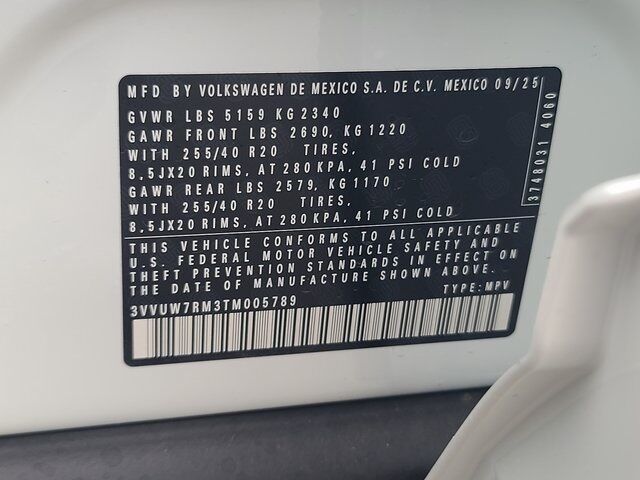 MFD BY VOLKSWAGEN DE MEXICO S.A. DE C.V. MEXICO 09/25
GVWR LBS 5159 KG 2340
GAWR FRONT LBS 2690, KG 1220
WITH 255/40 R20 TIRES,
8,5JX20 RIMS, AT 280 KPA, 41 PSI COLD
GAWR REAR LBS 2579, KG 1170
WITH 255/40 R20 TIRES,
8,5JX20 RIMS, AT 280 KPA, 41 PSI COLD
THIS VEHICLE CONFORMS TO ALL APPLICABLE
U.S. FEDERAL MOTOR VEHICLE SAFETY AND
THEFT PREVENTION STANDARDS IN EFFECT ON
THE DATE OF MANUFACTURE SHOWN ABOVE.
3VVUW7RM3TM005789 TYPE: MPV
3748031 4060